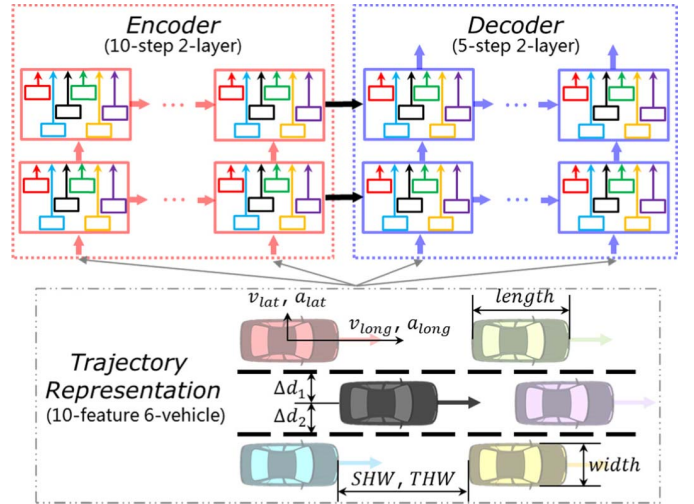 Encoder
(10-step 2-layer)
Decoder
(5-step 2-layer)
...
...
...
...
v_lat, a_lat
v_long, a_long
length
Trajectory
Representation
(10-feature 6-vehicle)
Δd_1
Δd_2
SHW, THW
width